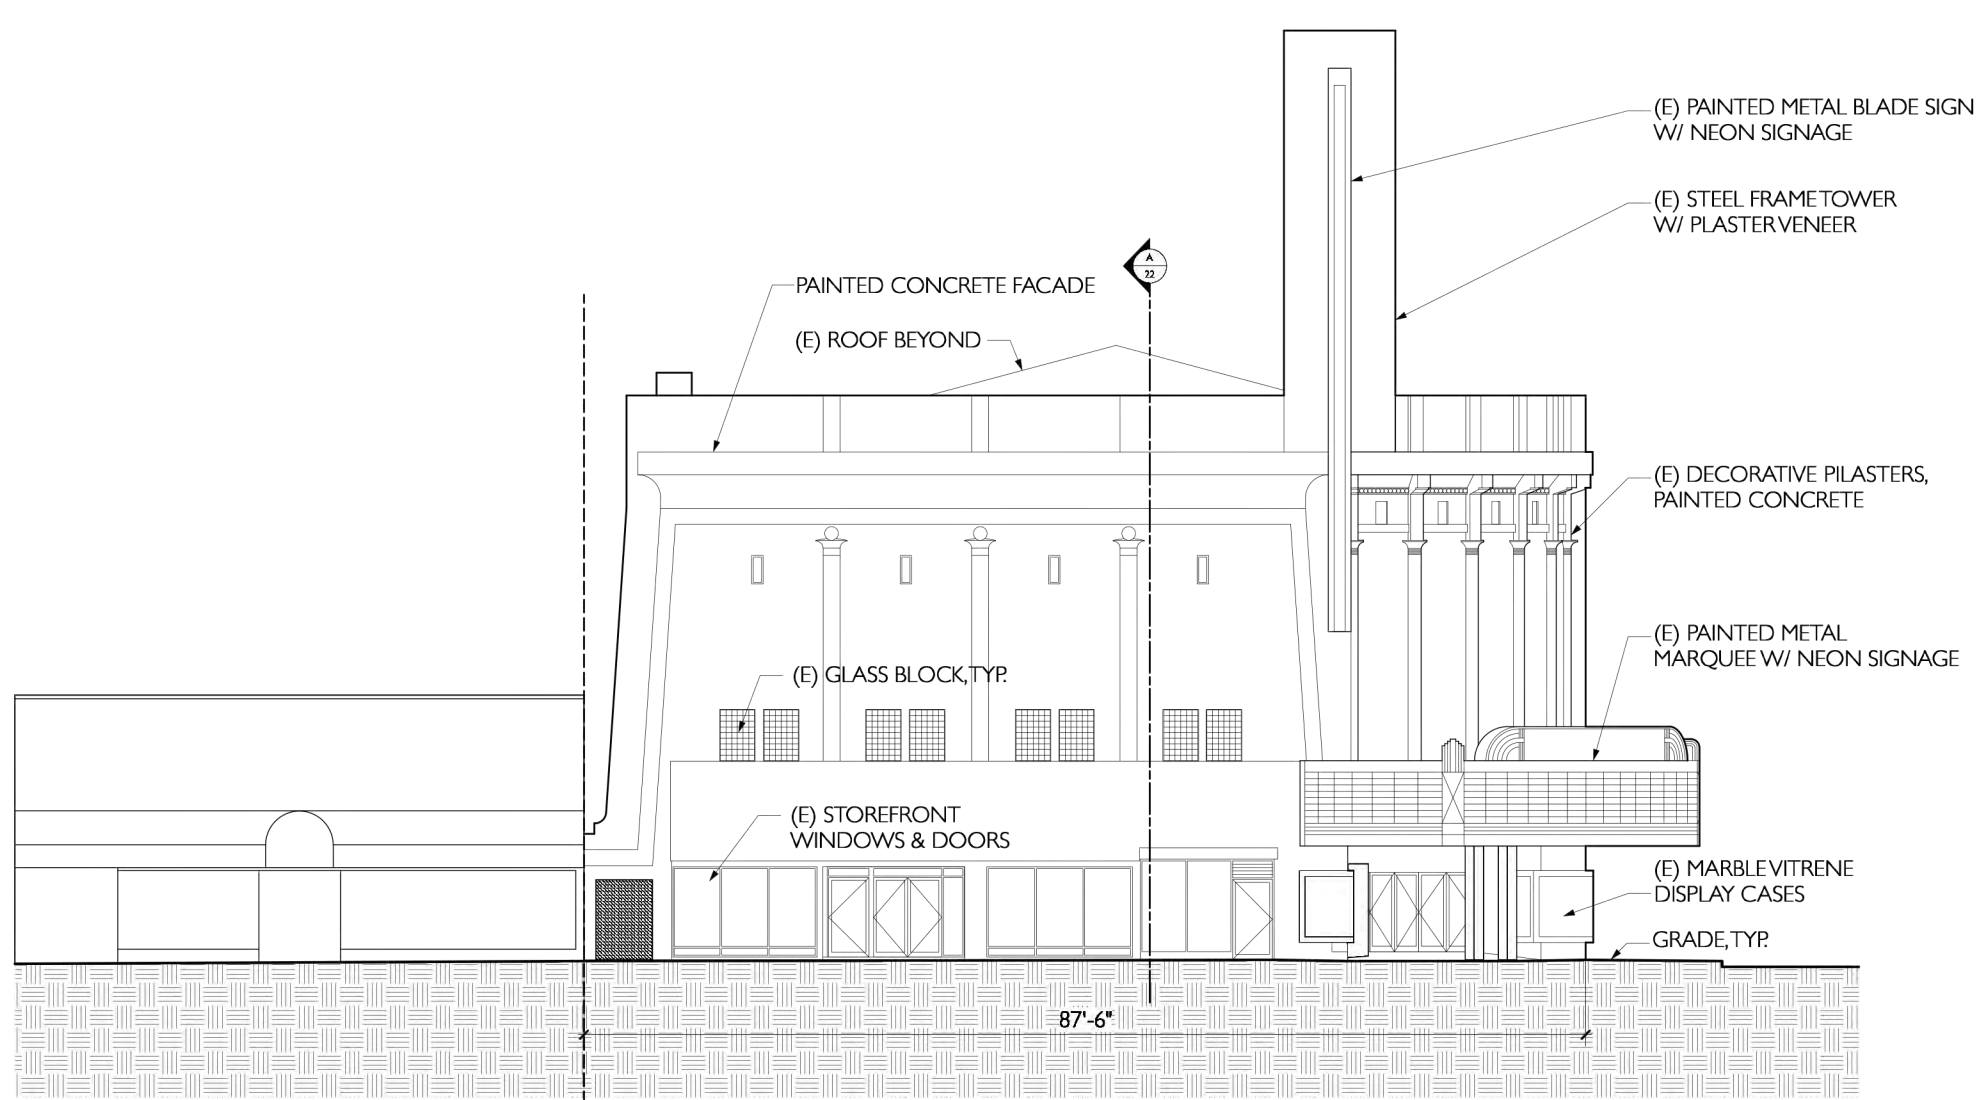 (E) PAINTED METAL BLADE SIGN
W/ NEON SIGNAGE
(E) STEEL FRAME TOWER
W/ PLASTER VENEER
A
22
PAINTED CONCRETE FACADE
(E) ROOF BEYOND
(E) DECORATIVE PILASTERS,
PAINTED CONCRETE
(E) PAINTED METAL
MARQUEE W/ NEON SIGNAGE
(E) GLASS BLOCK, TYP.
(E) STOREFRONT
WINDOWS & DOORS
(E) MARBLE VITRENE
DISPLAY CASES
GRADE, TYP.
87'-6"